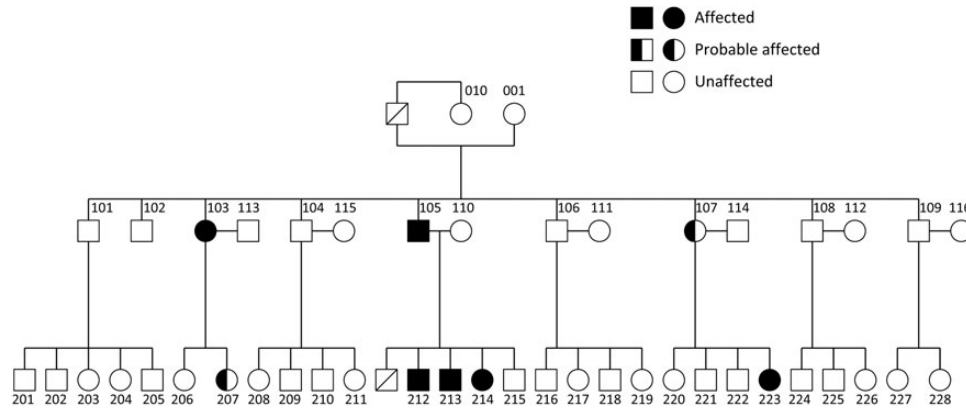 Affected
Probable affected
Unaffected
010 001
101 102 103 113 104 115 105 110 106 111 107 114 108 112 109 116
201 202 203 204 205 206 207 208 209 210 211 212 213 214 215 216 217 218 219 220 221 222 223 224 225 226 227 228